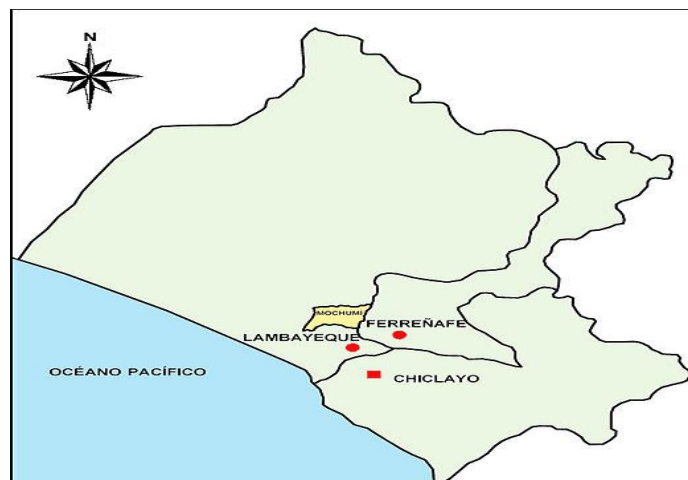 N
MOCHUMI
FERREÑAFE
LAMBAYEQUE
OCÉANO PACÍFICO
CHICLAYO